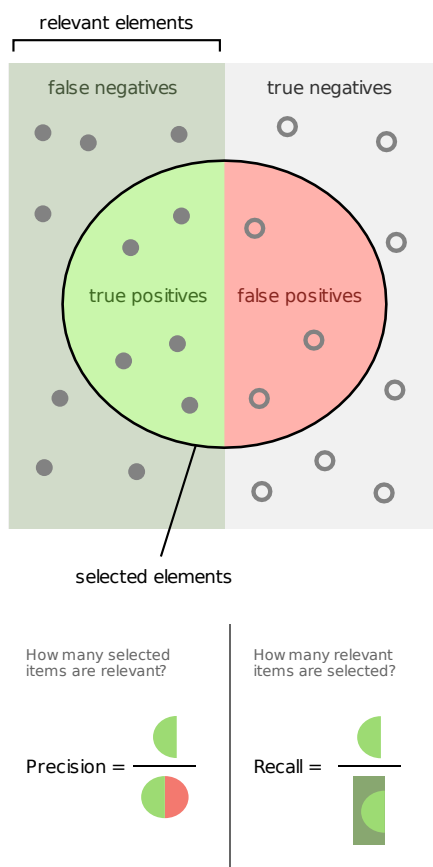 relevant elements
false negatives
true negatives
true positives
false positives
selected elements
How many selected
items are relevant?
How many relevant
items are selected?
Precision =
Recall =